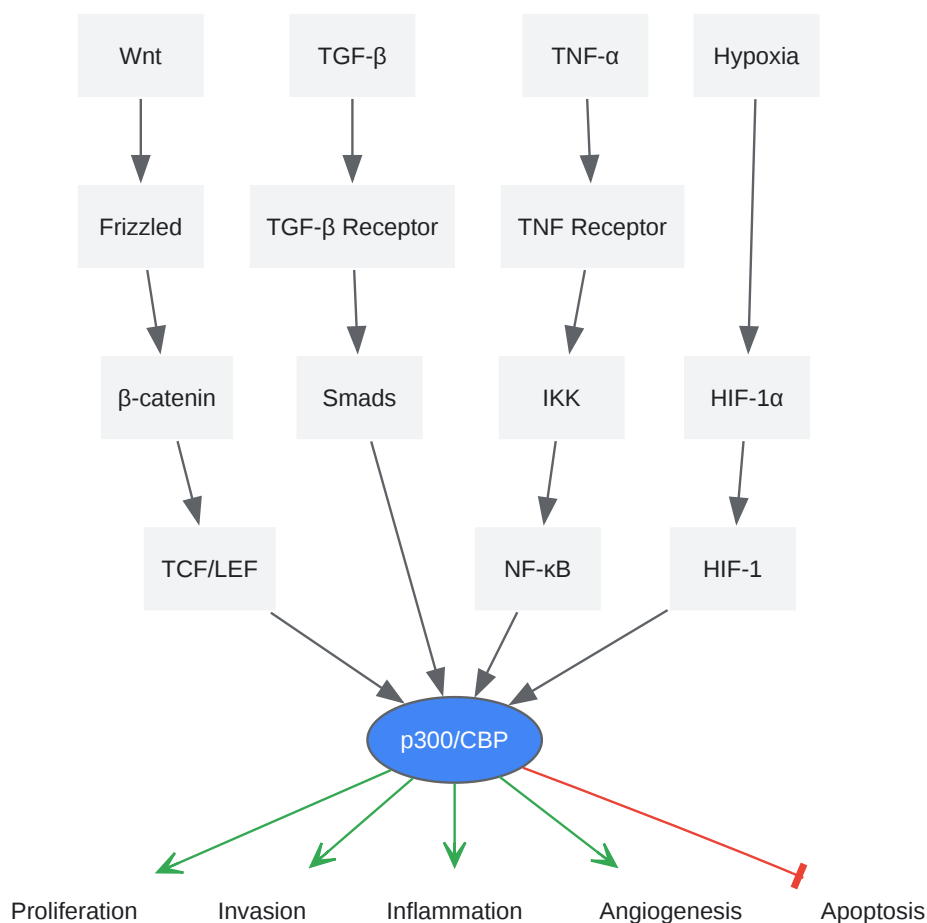 Wnt
TGF-β
TNF-α
Hypoxia
Frizzled
TGF-β Receptor
TNF Receptor
β-catenin
Smads
IKK
HIF-1α
TCF/LEF
NF-κB
HIF-1
p300/CBP
Proliferation
Invasion
Inflammation
Angiogenesis
Apoptosis